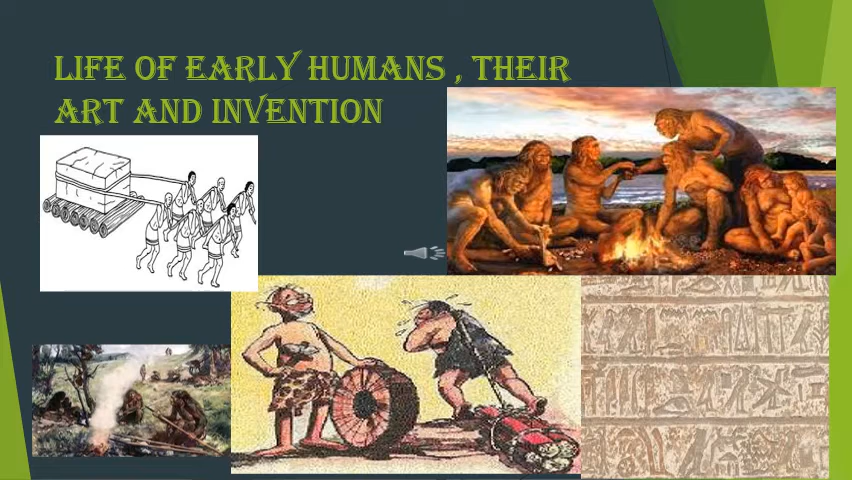 LIFE OF EARLY HUMANS , THEIR
ART AND INVENTION